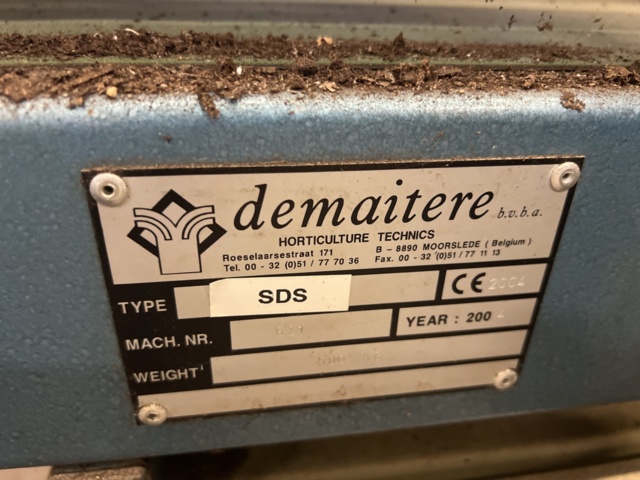 demaitere b.v.b.a.
HORTICULTURE TECHNICS
Roeselaarsestraat 171 B - 8890 MOORSLEDE ( Belgium )
Tel. 00 - 32 (0)51 / 77 70 36 Fax. 00 - 32 (0)51 / 77 11 13
TYPE SDS CE 2004
MACH. NR. YEAR : 200
WEIGHT